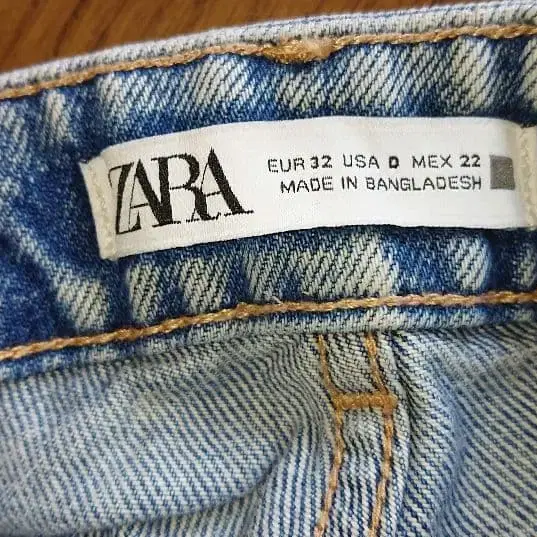 ZARA
EUR 32 USA 0 MEX 22
MADE IN BANGLADESH